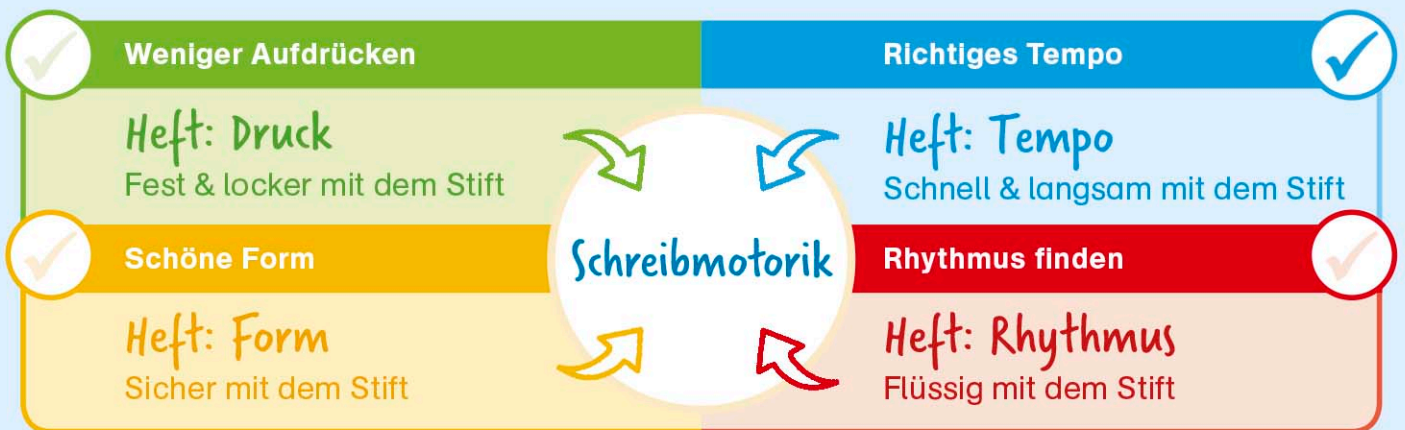 Weniger Aufdrücken
Heft: Druck
Fest & locker mit dem Stift
Richtiges Tempo
Heft: Tempo
Schnell & langsam mit dem Stift
Schreibmotorik
Schöne Form
Heft: Form
Sicher mit dem Stift
Rhythmus finden
Heft: Rhythmus
Flüssig mit dem Stift